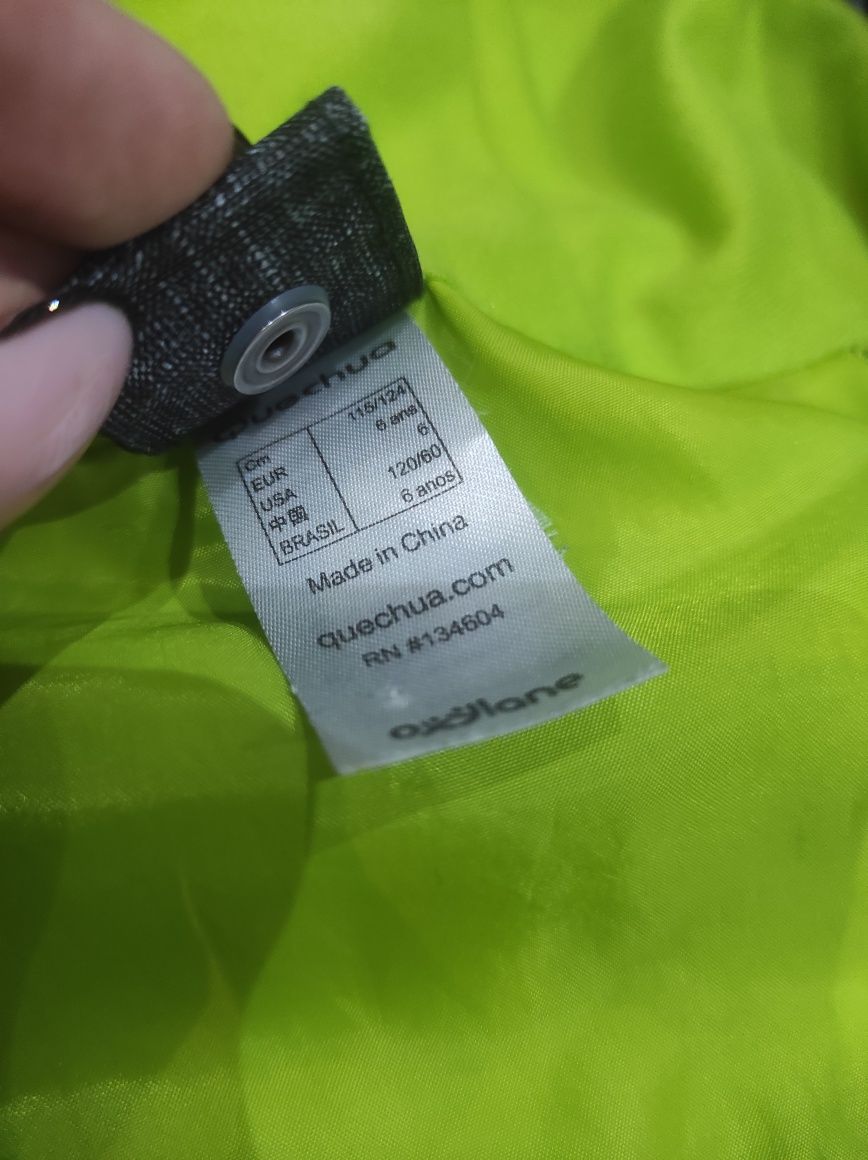 quechua
cm 115/124
EUR 6 ans
USA 6
中国 120/60
BRASIL 6 anos
Made in China
quechua.com
RN #134604
oxylane